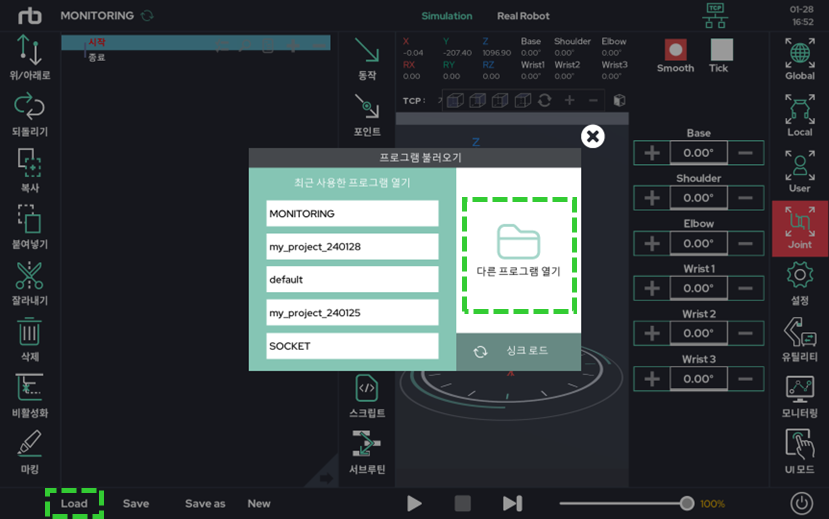 rb MONITORING
Simulation
Real Robot
TCP
01-28
16:52
위/아래로
되돌리기
복사
붙여넣기
잘라내기
삭제
비활성화
마킹
시작
종료
동작
포인트
스크립트
서브루틴
X Y Z Base Shoulder Elbow
-0.04 -207.40 1096.90 0.00° 0.00° 0.00°
RX RY RZ Wrist1 Wrist2 Wrist3
0.00 0.00 0.00 0.00° 0.00° 0.00°
TCP :
Z
X
Smooth
Tick
프로그램 불러오기
최근 사용한 프로그램 열기
MONITORING
my_project_240128
default
my_project_240125
SOCKET
다른 프로그램 열기
싱크 로드
Base
0.00°
Shoulder
0.00°
Elbow
0.00°
Wrist 1
0.00°
Wrist 2
0.00°
Wrist 3
0.00°
Global
Local
User
Joint
설정
유틸리티
모니터링
UI 모드
Load
Save
Save as
New
100%